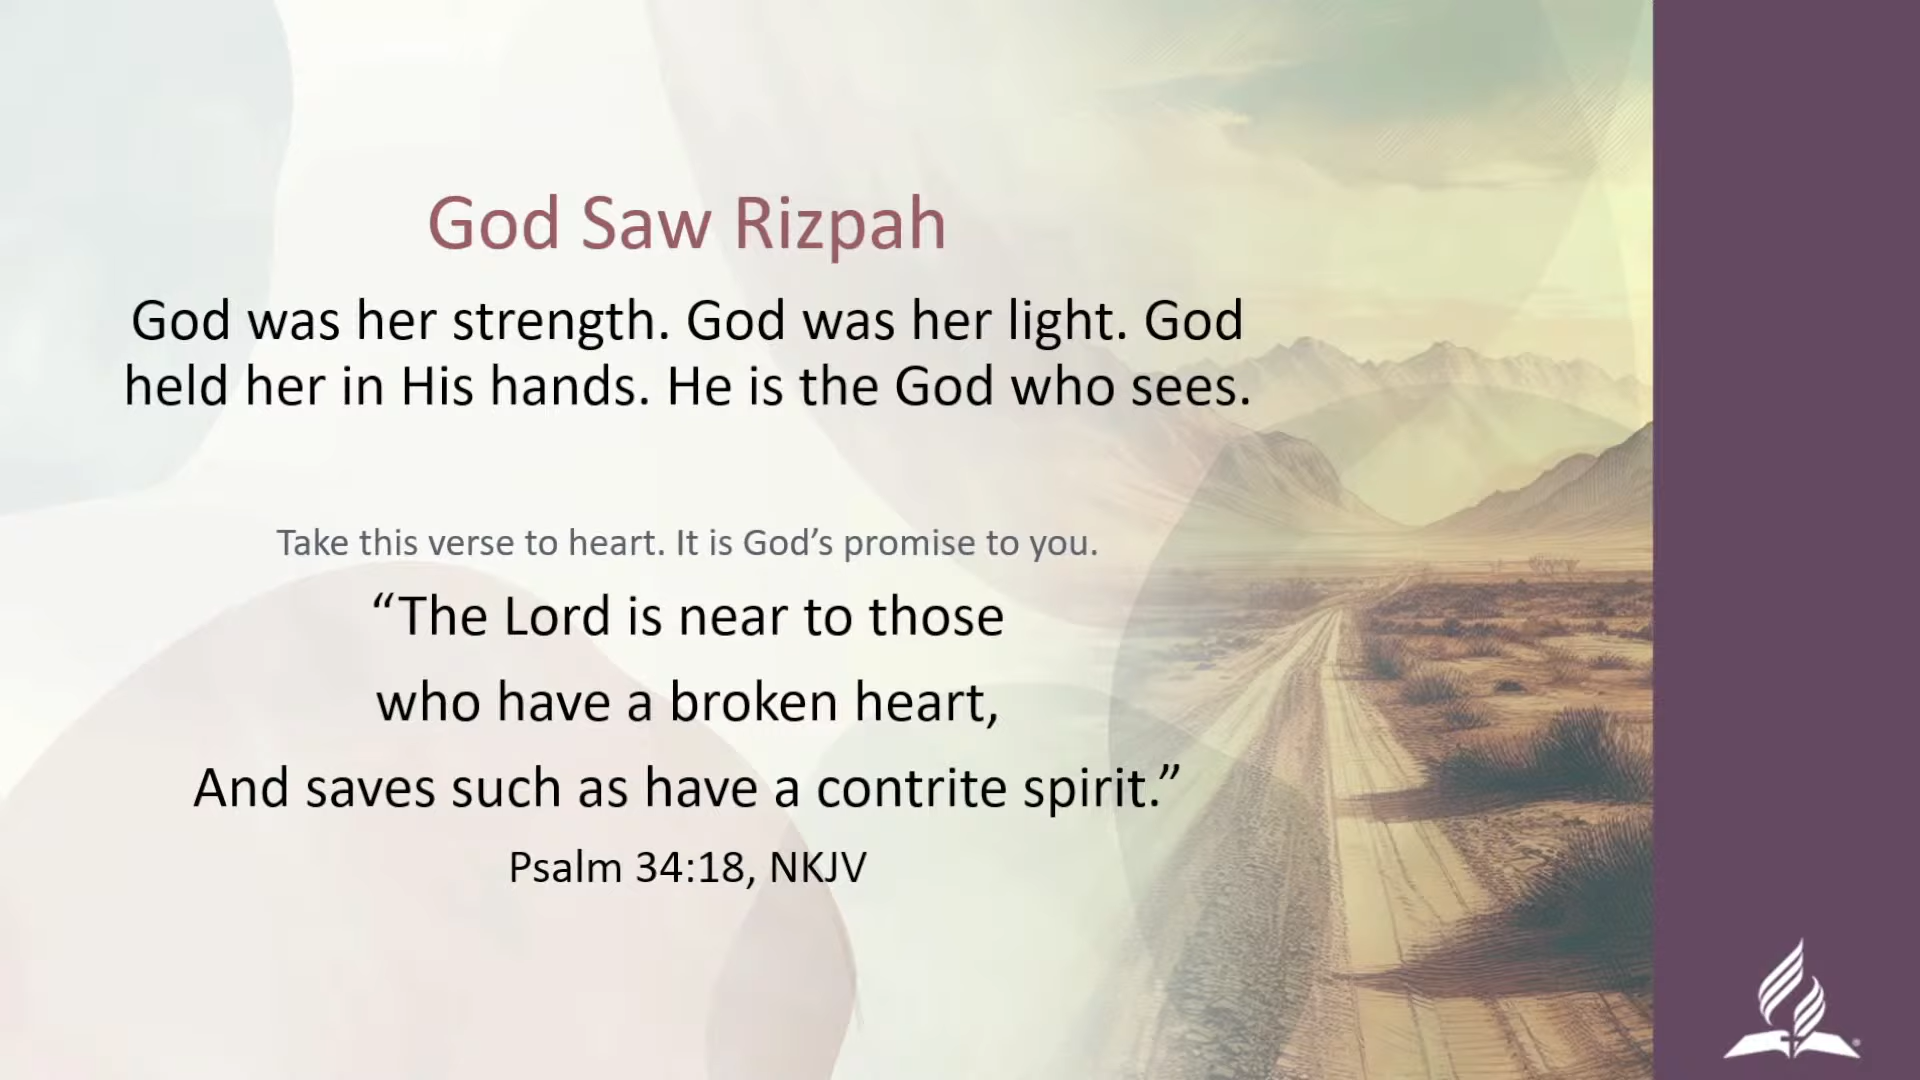 God Saw Rizpah
God was her strength. God was her light. God
held her in His hands. He is the God who sees.
Take this verse to heart. It is God’s promise to you.
“The Lord is near to those
who have a broken heart,
And saves such as have a contrite spirit.”
Psalm 34:18, NKJV